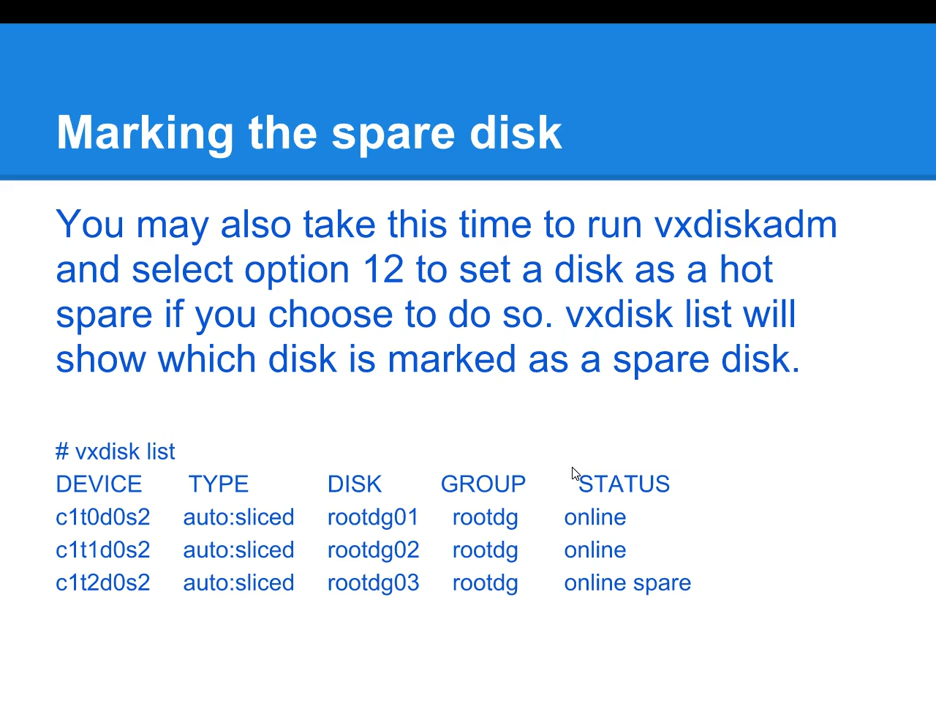 Marking the spare disk
You may also take this time to run vxdiskadm
and select option 12 to set a disk as a hot
spare if you choose to do so. vxdisk list will
show which disk is marked as a spare disk.
# vxdisk list
DEVICE TYPE DISK GROUP STATUS
c1t0d0s2 auto:sliced rootdg01 rootdg online
c1t1d0s2 auto:sliced rootdg02 rootdg online
c1t2d0s2 auto:sliced rootdg03 rootdg online spare